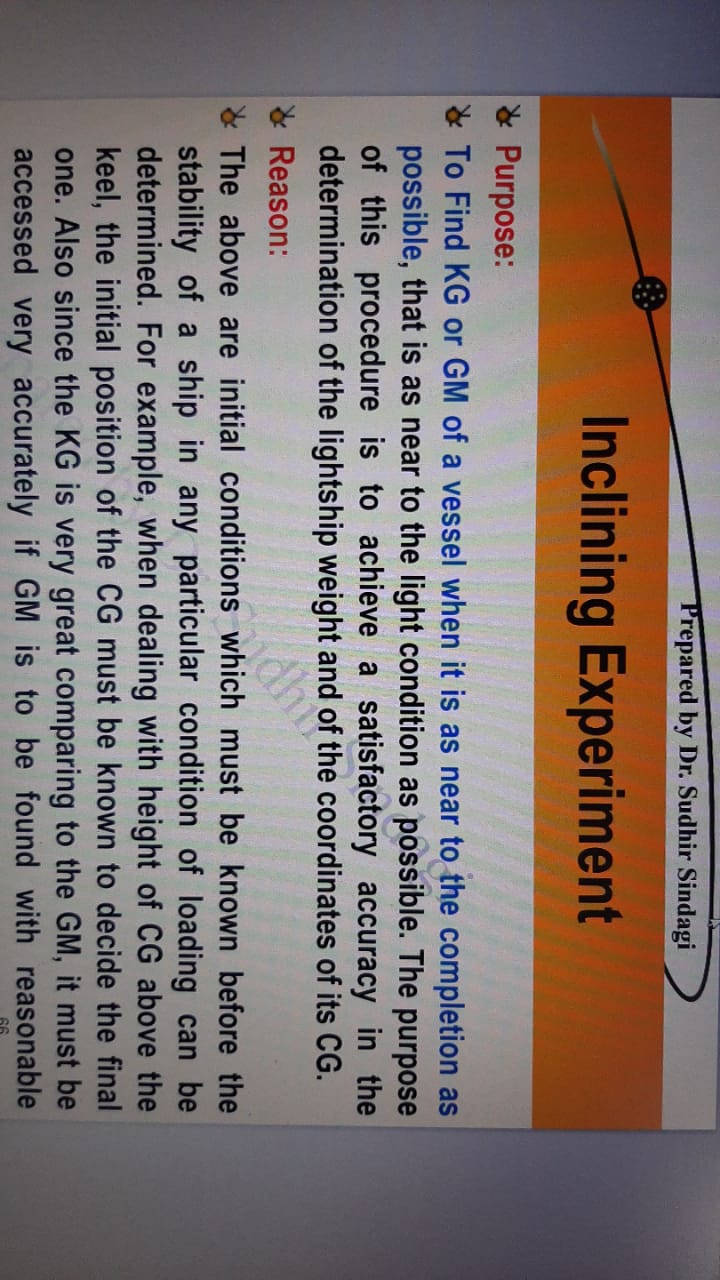 Prepared by Dr. Sudhir Sindagi
Inclining Experiment
Purpose:
To Find KG or GM of a vessel when it is as near to the completion as
possible, that is as near to the light condition as possible. The purpose
of this procedure is to achieve a satisfactory accuracy in the
determination of the lightship weight and of the coordinates of its CG.
Reason:
The above are initial conditions which must be known before the
stability of a ship in any particular condition of loading can be
determined. For example, when dealing with height of CG above the
keel, the initial position of the CG must be known to decide the final
one. Also since the KG is very great comparing to the GM, it must be
accessed very accurately if GM is to be found with reasonable